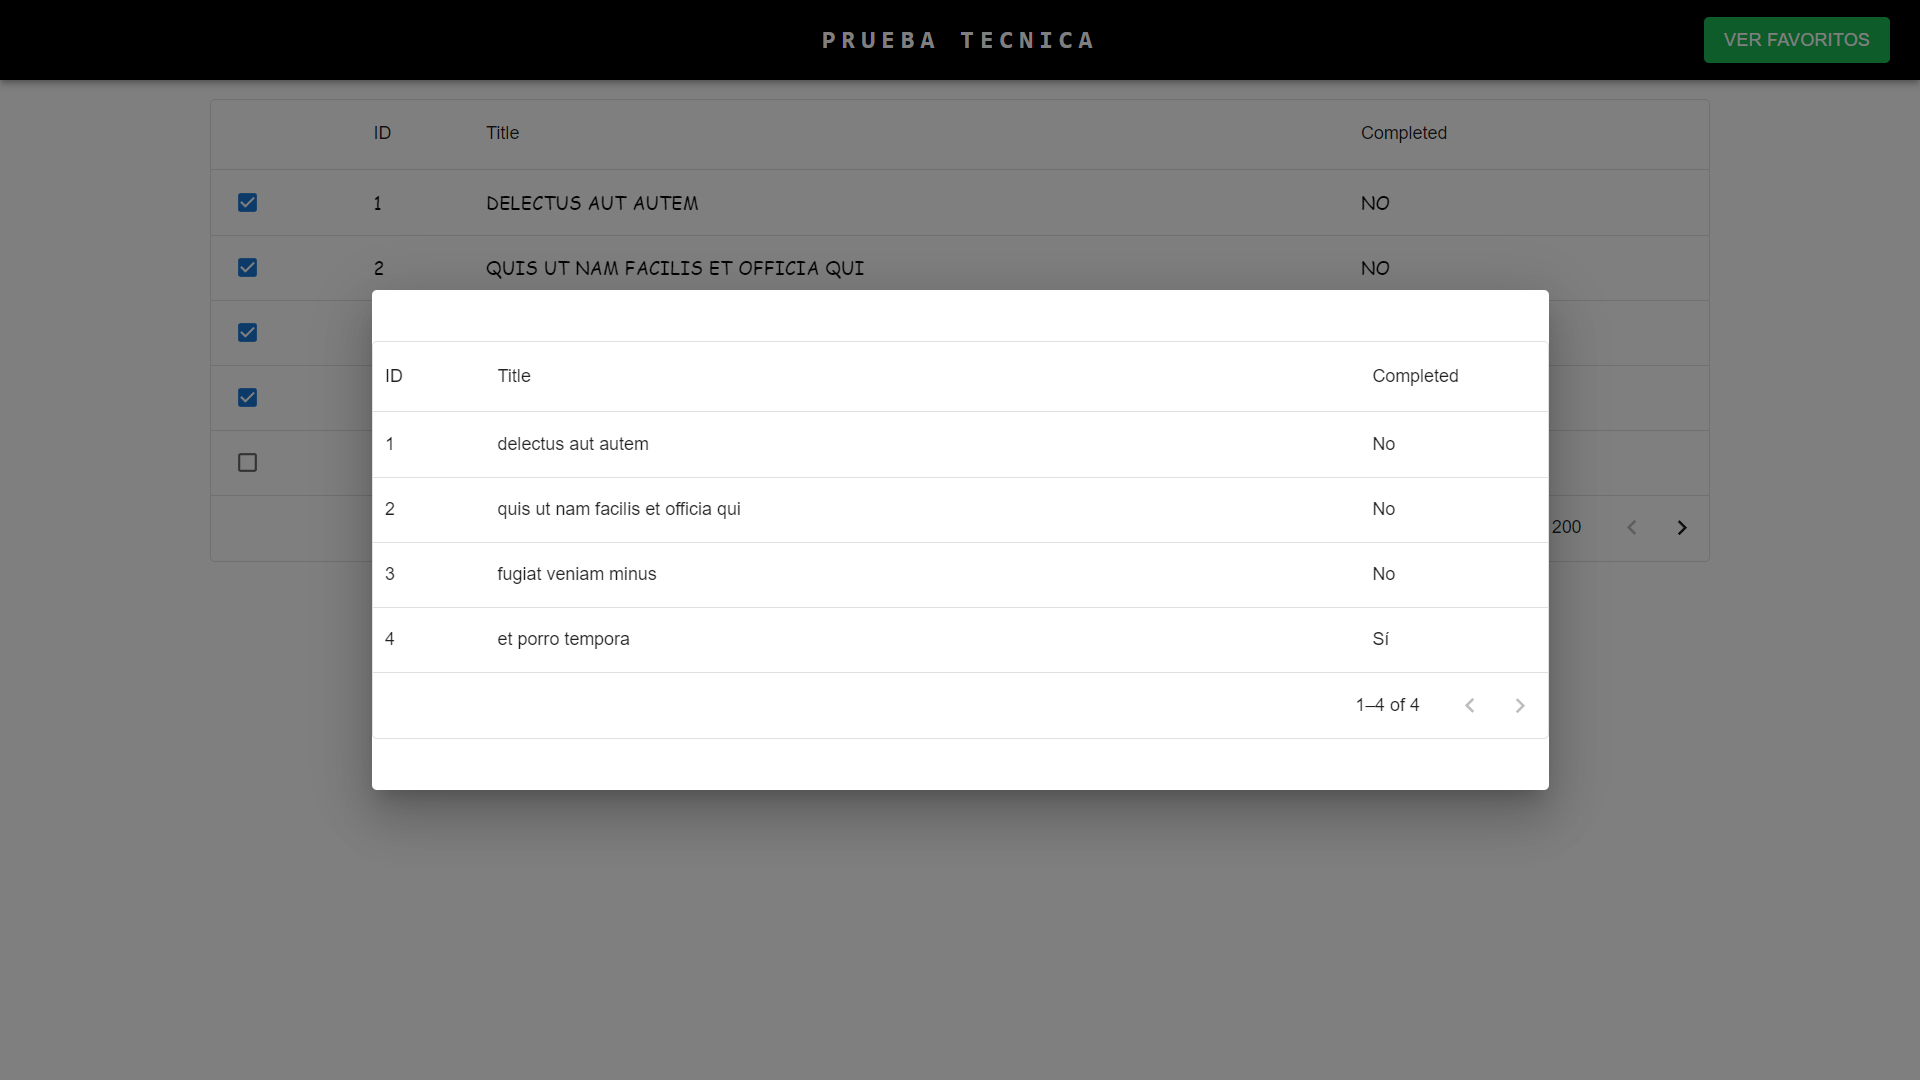 PRUEBA TECNICA
VER FAVORITOS
ID Title Completed
1 DELECTUS AUT AUTEM NO
2 QUIS UT NAM FACILIS ET OFFICIA QUI NO
200
ID Title Completed
1 delectus aut autem No
2 quis ut nam facilis et officia qui No
3 fugiat veniam minus No
4 et porro tempora Sí
1–4 of 4